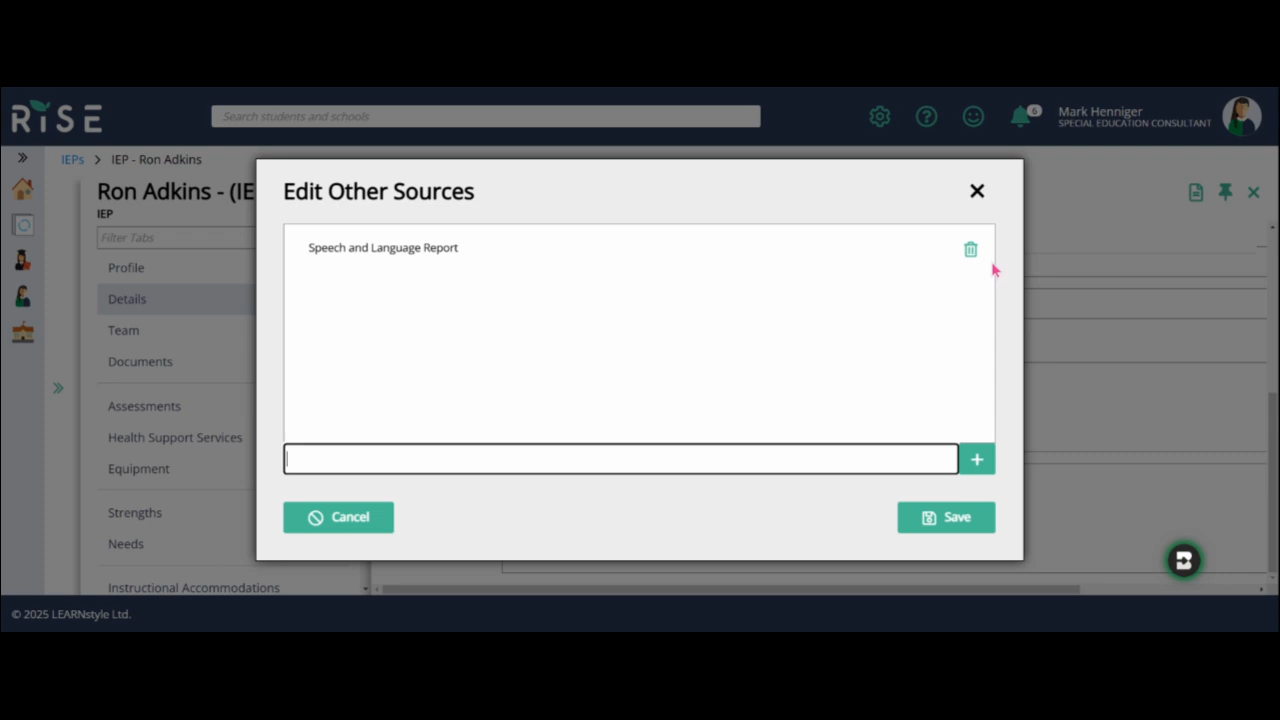 RISE
Search students and schools
6
Mark Henniger
SPECIAL EDUCATION CONSULTANT
IEPs > IEP - Ron Adkins
Ron Adkins - (IE
IEP
Filter Tabs
Profile
Details
Team
Documents
Assessments
Health Support Services
Equipment
Strengths
Needs
Instructional Accommodations
Edit Other Sources
Speech and Language Report
Cancel
Save
© 2025 LEARNstyle Ltd.